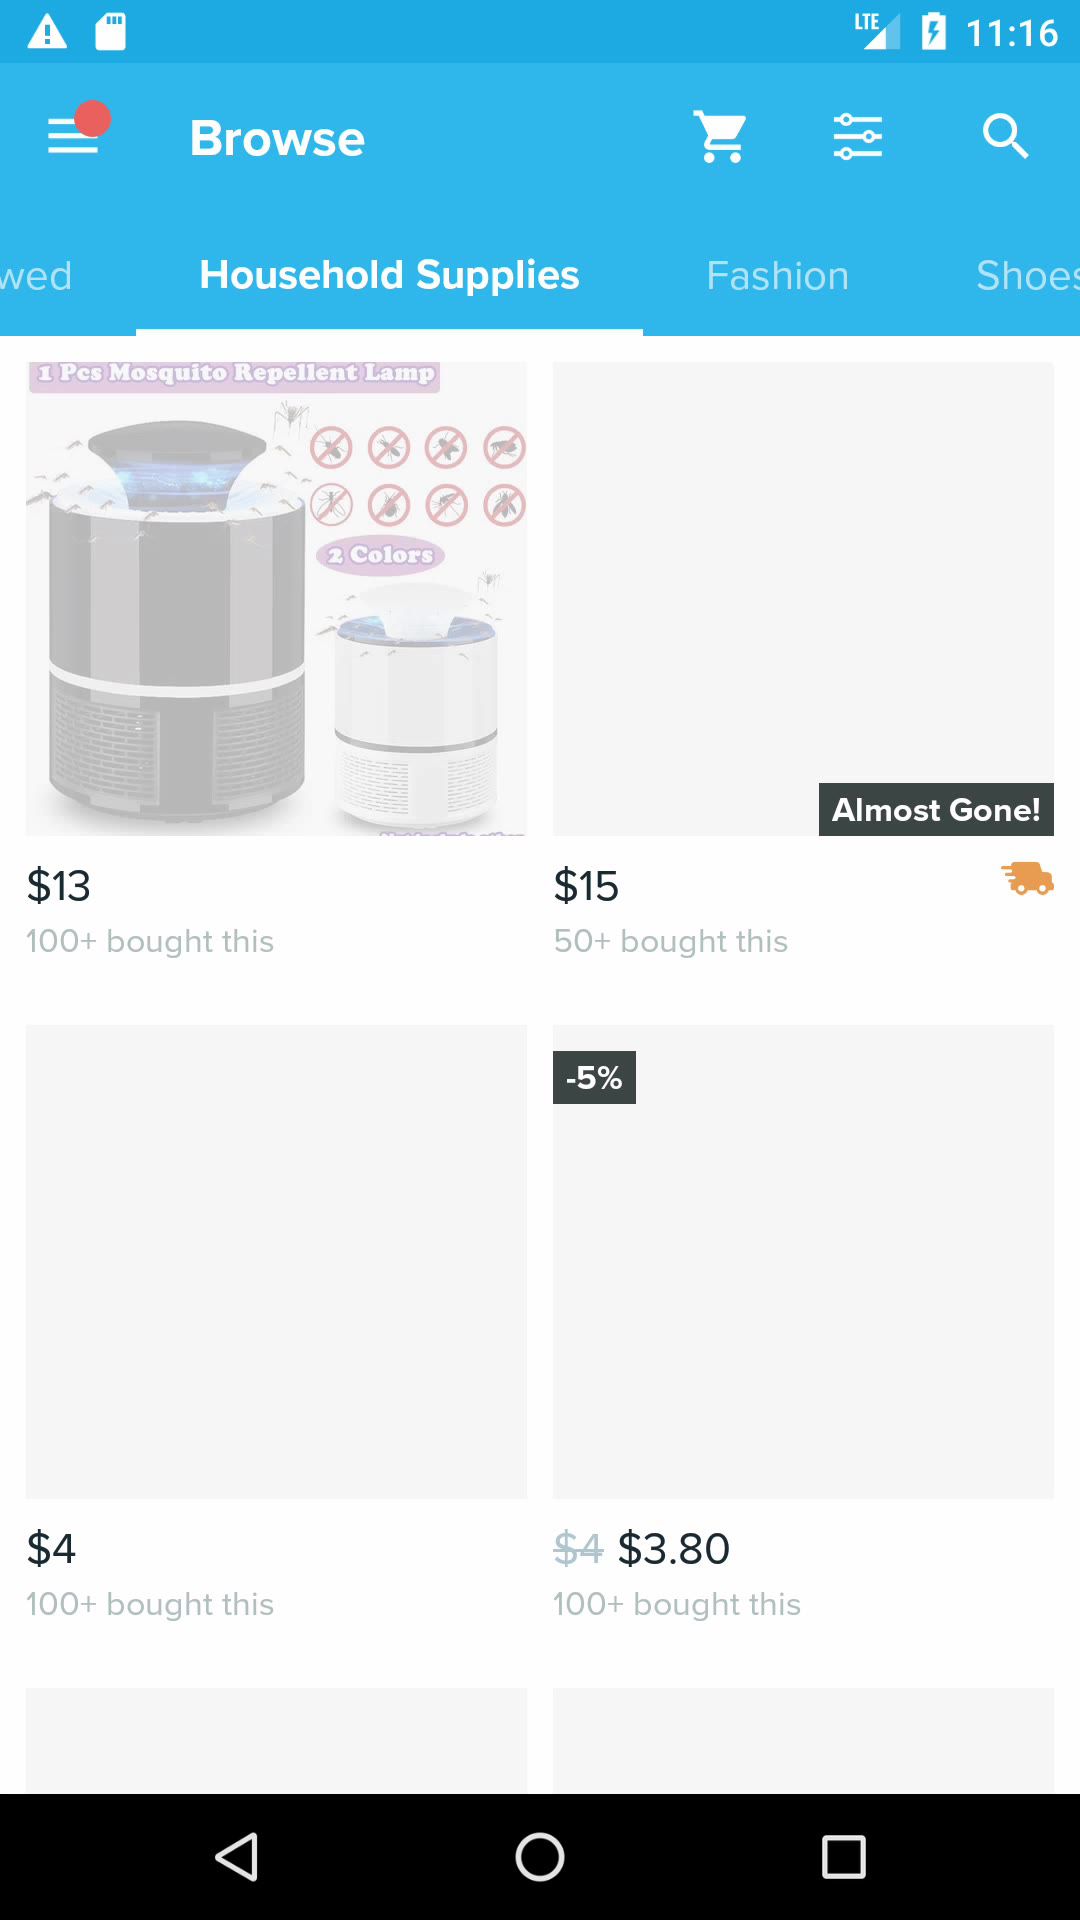 LTE 11:16
Browse
wed Household Supplies Fashion Shoes
1 Pcs Mosquito Repellent Lamp
2 Colors
Almost Gone!
$13 $15
100+ bought this 50+ bought this
-5%
$4 $4 $3.80
100+ bought this 100+ bought this